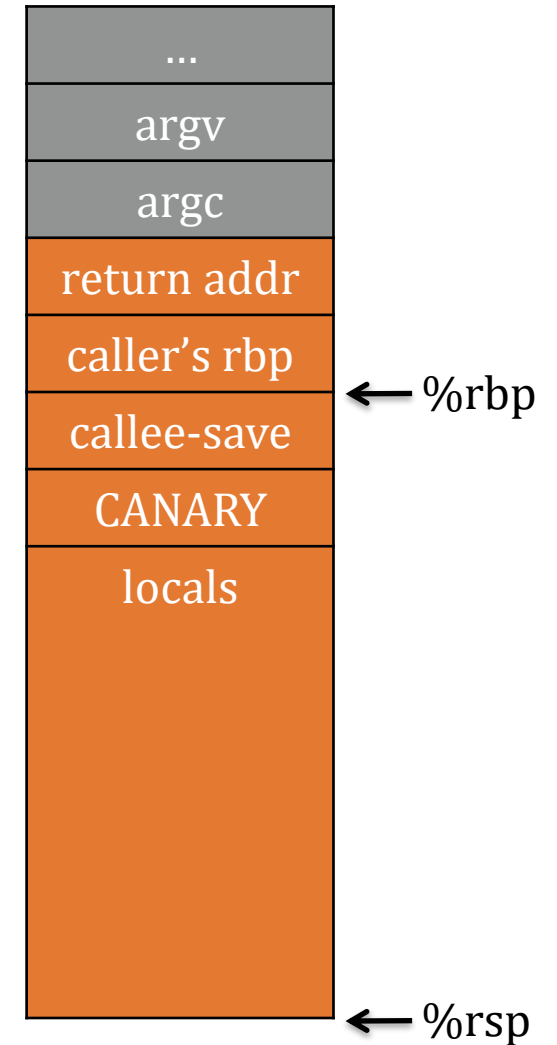 ...
argv
argc
return addr
caller’s rbp
%rbp
callee-save
CANARY
locals
%rsp